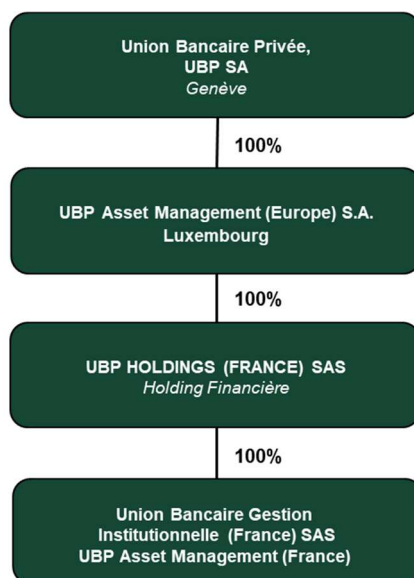 Union Bancaire Privée,
UBP SA
Genève
100%
UBP Asset Management (Europe) S.A.
Luxembourg
100%
UBP HOLDINGS (FRANCE) SAS
Holding Financière
100%
Union Bancaire Gestion
Institutionnelle (France) SAS
UBP Asset Management (France)